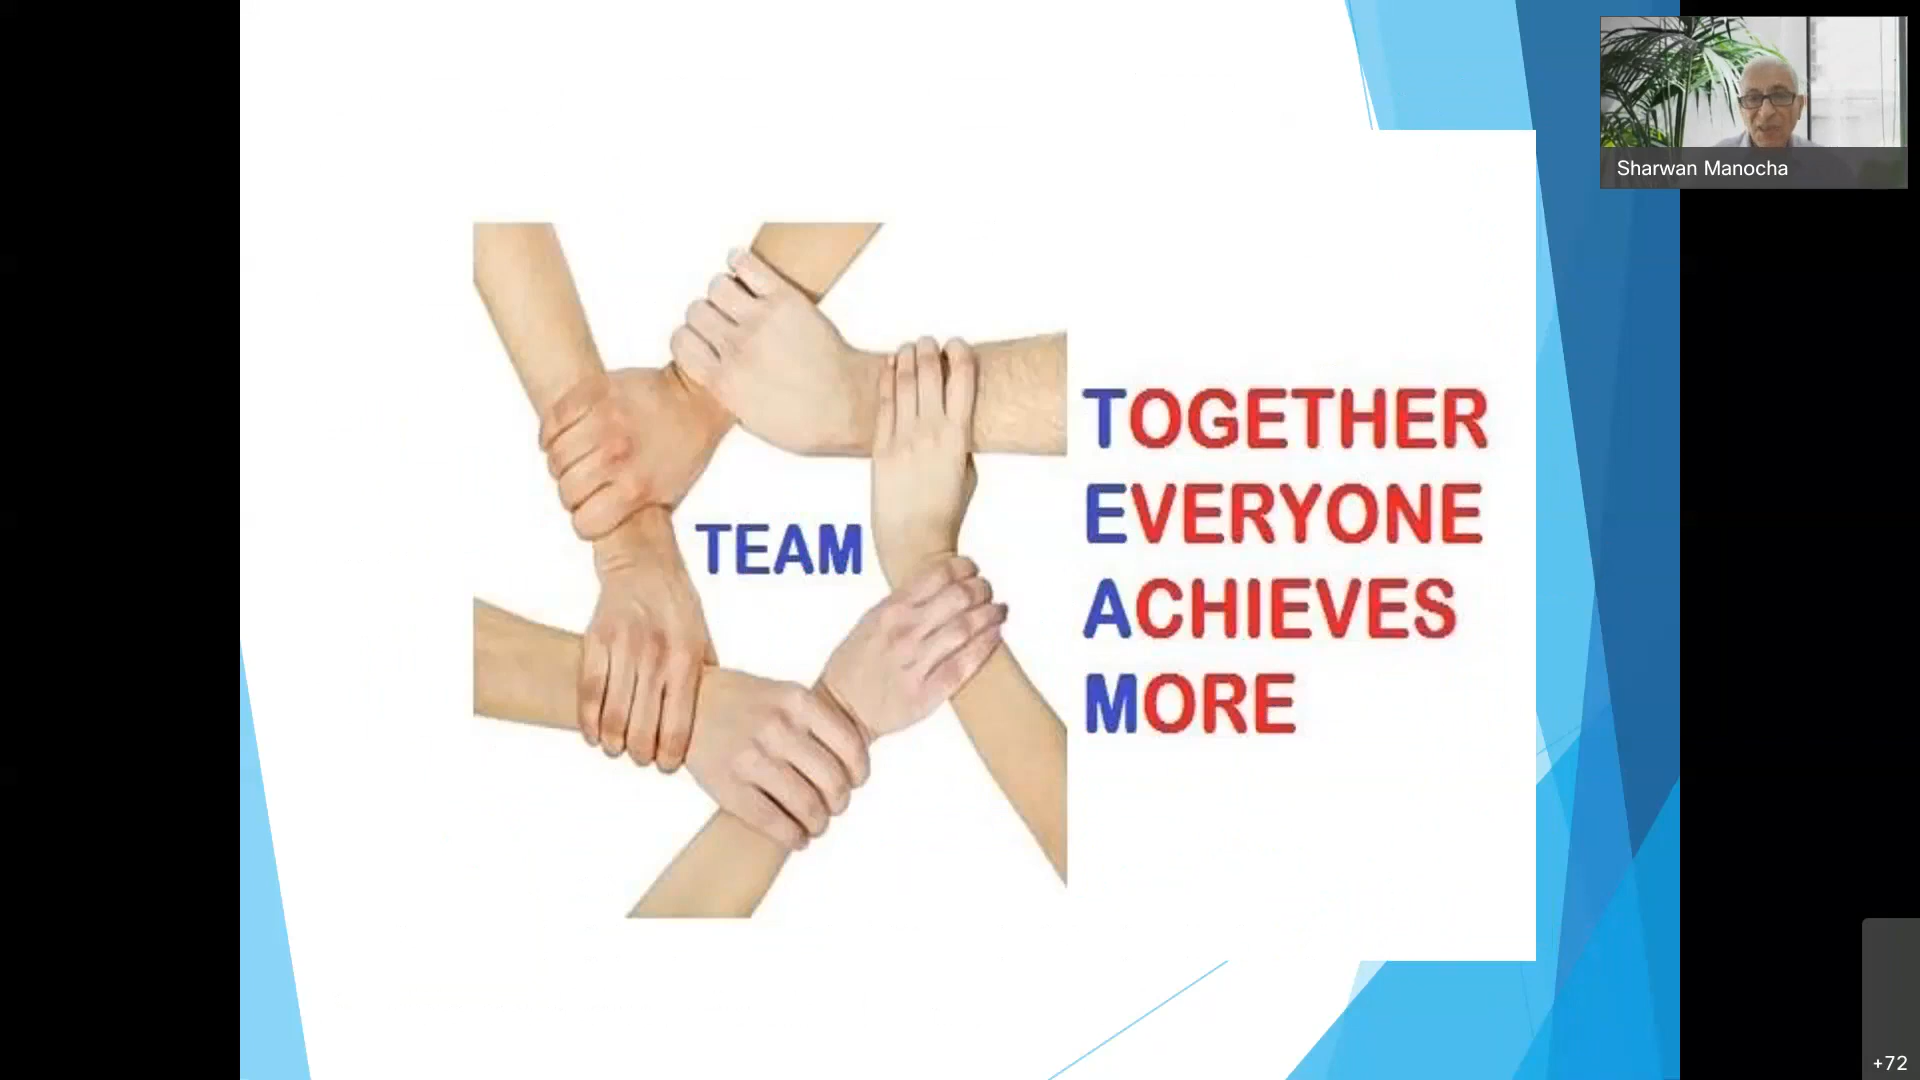 Sharwan Manocha
TEAM
TOGETHER
EVERYONE
ACHIEVES
MORE
+72